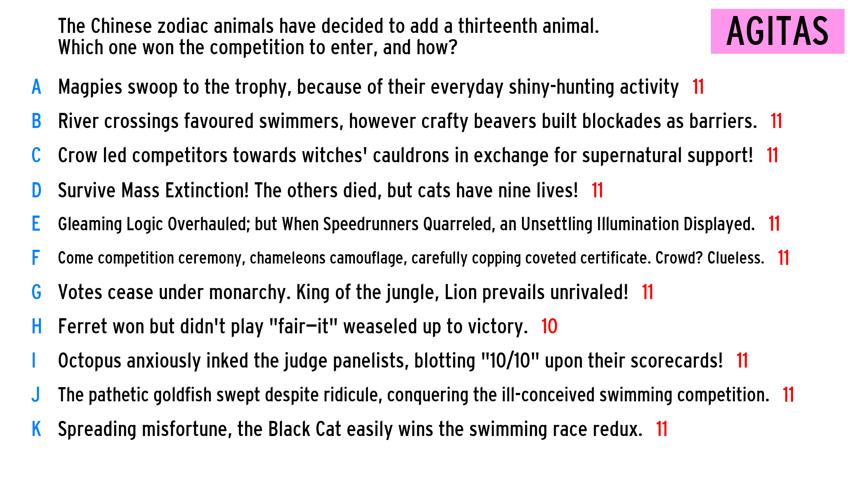 The Chinese zodiac animals have decided to add a thirteenth animal.
Which one won the competition to enter, and how?
AGITAS
A Magpies swoop to the trophy, because of their everyday shiny-hunting activity 11
B River crossings favoured swimmers, however crafty beavers built blockades as barriers. 11
C Crow led competitors towards witches' cauldrons in exchange for supernatural support! 11
D Survive Mass Extinction! The others died, but cats have nine lives! 11
E Gleaming Logic Overhauled; but When Speedrunners Quarreled, an Unsettling Illumination Displayed. 11
F Come competition ceremony, chameleons camouflage, carefully copping coveted certificate. Crowd? Clueless. 11
G Votes cease under monarchy. King of the jungle, Lion prevails unrivaled! 11
H Ferret won but didn't play "fair—it" weaseled up to victory. 10
I Octopus anxiously inked the judge panelists, blotting "10/10" upon their scorecards! 11
J The pathetic goldfish swept despite ridicule, conquering the ill-conceived swimming competition. 11
K Spreading misfortune, the Black Cat easily wins the swimming race redux. 11